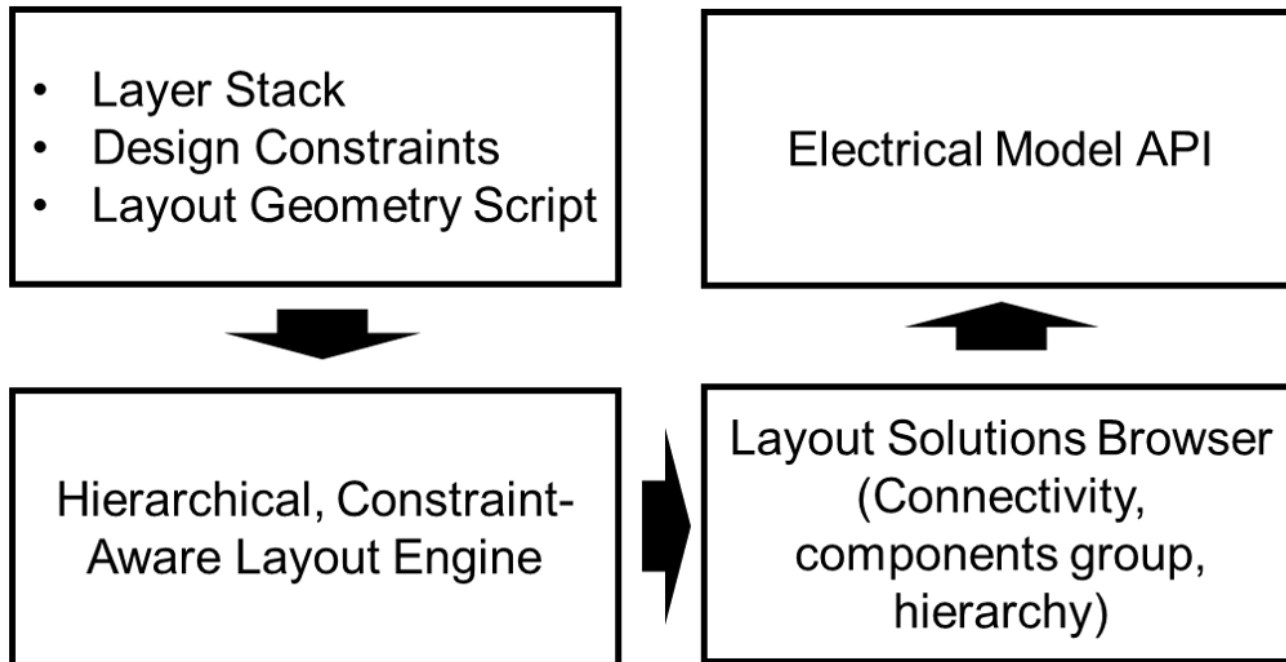 • Layer Stack
• Design Constraints
• Layout Geometry Script
Hierarchical, Constraint-
Aware Layout Engine
Layout Solutions Browser
(Connectivity,
components group,
hierarchy)
Electrical Model API